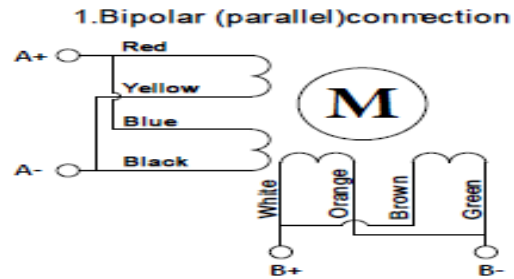 1.Bipolar (parallel)connection
A+
Red
Yellow
Blue
A-
Black
M
White
Orange
Brown
Green
B+
B-